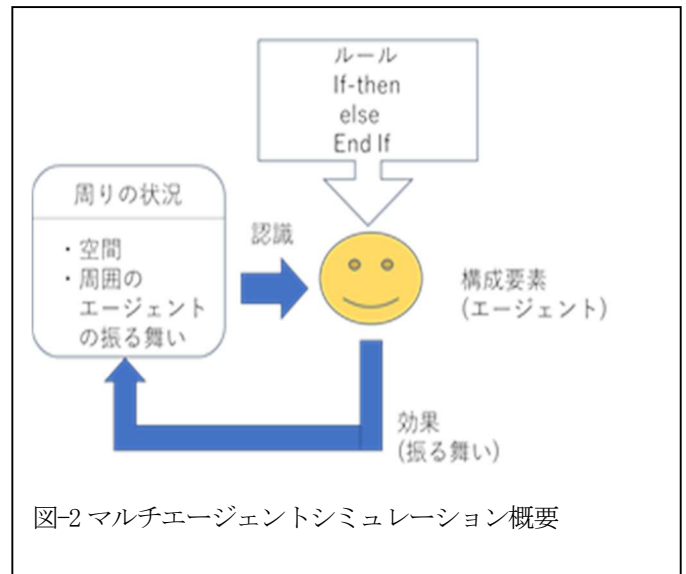 ルール
If-then
else
End If
周りの状況
・空間
・周囲の
エージェント
の振る舞い
認識
構成要素
(エージェント)
効果
(振る舞い)
図-2 マルチエージェントシミュレーション概要